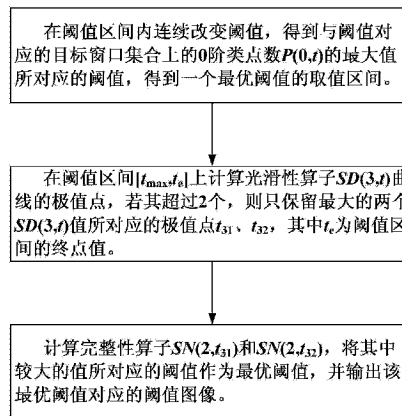 在阈值区间内连续改变阈值，得到与阈值对
应的目标窗口集合上的0阶类点数P(0,t)的最大值
所对应的阈值，得到一个最优阈值的取值区间。
在阈值区间[tmax,te]上计算光滑性算子SD(3,t)曲
线的极值点，若其超过2个，则只保留最大的两个
SD(3,t)值所对应的极值点t31、t32，其中te为阈值区
间的终点值。
计算完整性算子SN(2,t31)和SN(2,t32)，将其中
较大的值所对应的阈值作为最优阈值，并输出该
最优阈值对应的阈值图像。